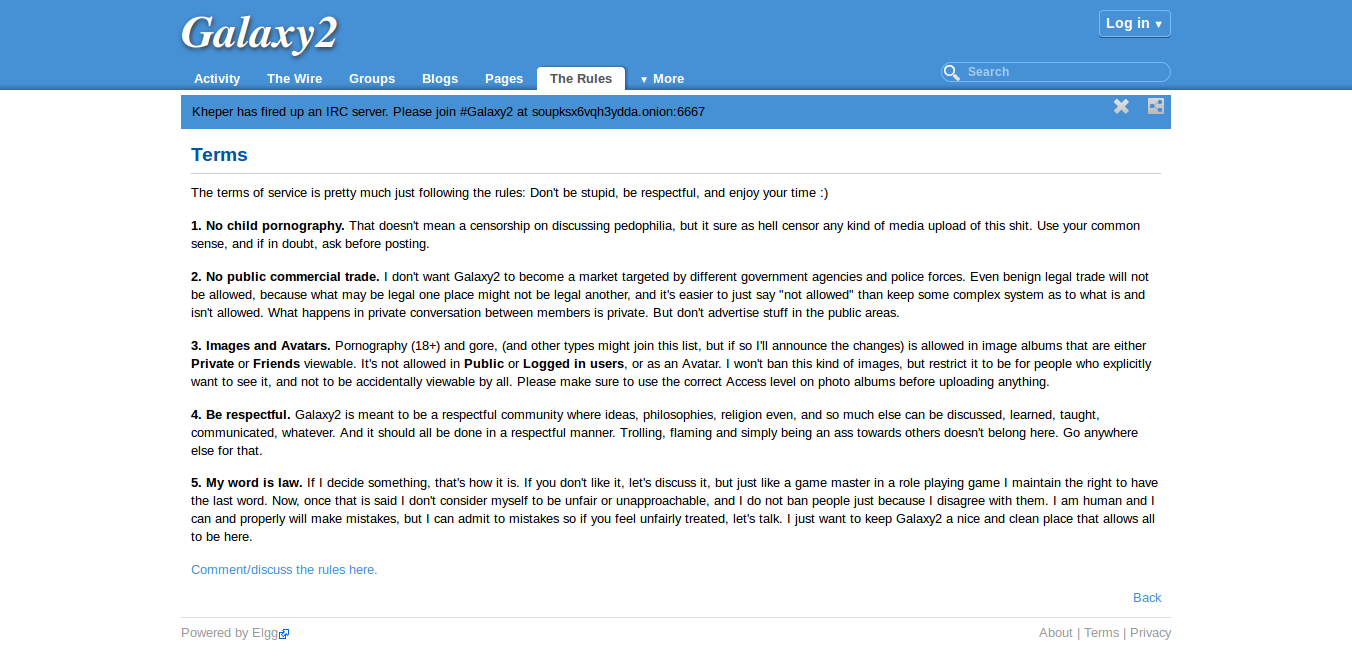 Galaxy2
Log in ▼
Activity The Wire Groups Blogs Pages The Rules ▼ More
Search
Kheper has fired up an IRC server. Please join #Galaxy2 at soupksx6vqh3ydda.onion:6667
Terms
The terms of service is pretty much just following the rules: Don't be stupid, be respectful, and enjoy your time :)
1. No child pornography. That doesn't mean a censorship on discussing pedophilia, but it sure as hell censor any kind of media upload of this shit. Use your common
sense, and if in doubt, ask before posting.
2. No public commercial trade. I don't want Galaxy2 to become a market targeted by different government agencies and police forces. Even benign legal trade will not
be allowed, because what may be legal one place might not be legal another, and it's easier to just say "not allowed" than keep some complex system as to what is and
isn't allowed. What happens in private conversation between members is private. But don't advertise stuff in the public areas.
3. Images and Avatars. Pornography (18+) and gore, (and other types might join this list, but if so I'll announce the changes) is allowed in image albums that are either
Private or Friends viewable. It's not allowed in Public or Logged in users, or as an Avatar. I won't ban this kind of images, but restrict it to be for people who explicitly
want to see it, and not to be accidentally viewable by all. Please make sure to use the correct Access level on photo albums before uploading anything.
4. Be respectful. Galaxy2 is meant to be a respectful community where ideas, philosophies, religion even, and so much else can be discussed, learned, taught,
communicated, whatever. And it should all be done in a respectful manner. Trolling, flaming and simply being an ass towards others doesn't belong here. Go anywhere
else for that.
5. My word is law. If I decide something, that's how it is. If you don't like it, let's discuss it, but just like a game master in a role playing game I maintain the right to have
the last word. Now, once that is said I don't consider myself to be unfair or unapproachable, and I do not ban people just because I disagree with them. I am human and I
can and properly will make mistakes, but I can admit to mistakes so if you feel unfairly treated, let's talk. I just want to keep Galaxy2 a nice and clean place that allows all
to be here.
Comment/discuss the rules here.
Back
Powered by Elgg
About | Terms | Privacy